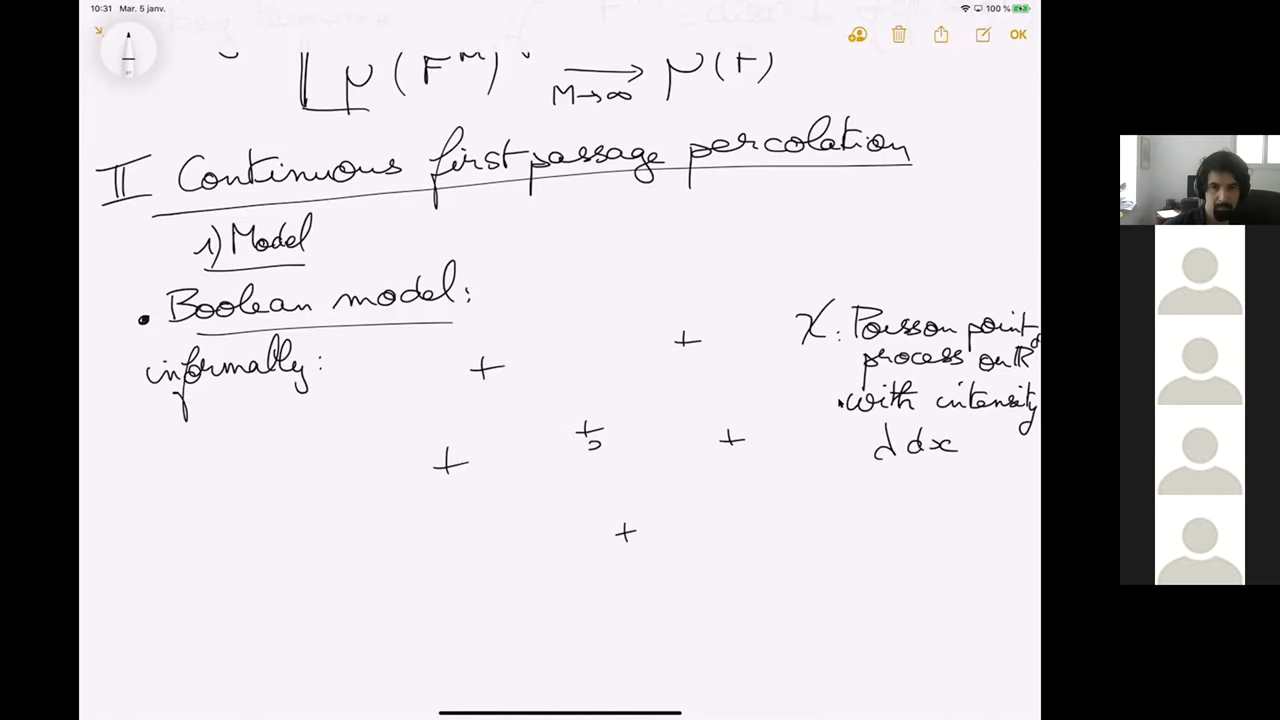 10:31 Mar. 5 janv.
100 %
OK
μ(F^M) ⟶ μ(F)
M→∞
II Continuous first passage percolation
1) Model
• Boolean model:
informally:
χ: Poisson point
process on ℝ^d
with intensity
λ dx